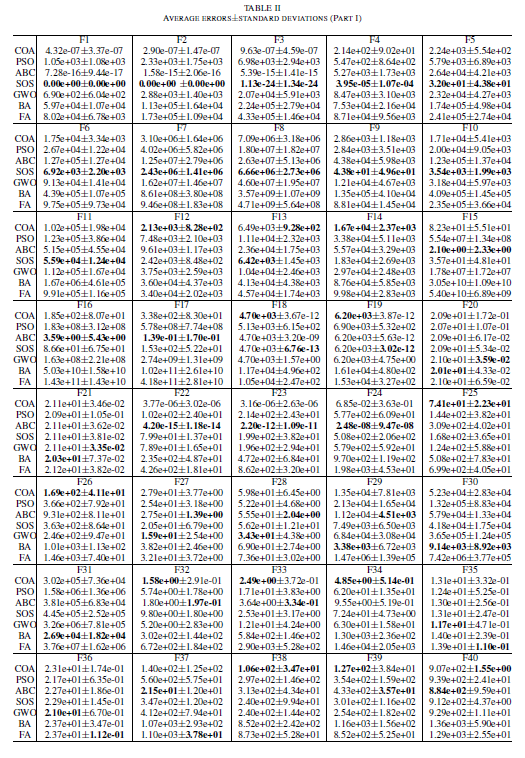 TABLE II
AVERAGE ERRORS±STANDARD DEVIATIONS (PART I)
F1 F2 F3 F4 F5
COA 4.32e-07±3.37e-07 2.90e-07±1.47e-07 9.63e-07±4.59e-07 2.14e+02±9.02e+01 2.24e+03±5.54e+02
PSO 1.05e+03±1.08e+03 2.33e+03±1.75e+03 6.98e+03±2.94e+03 5.47e+02±8.64e+02 5.79e+03±6.89e+03
ABC 7.28e-16±9.44e-17 1.58e-15±2.06e-16 5.39e-15±1.41e-15 5.27e+03±1.73e+03 2.64e+03±4.21e+03
SOS 0.00e+00±0.00e+00 0.00e+00 ±0.00e+00 1.13e-24±1.34e-24 3.95e-05±1.07e-04 3.20e+01±4.38e+01
GWO 6.90e+02±6.04e+02 2.88e+03±1.40e+03 2.07e+04±5.91e+03 8.47e+03±3.10e+03 2.32e+04±4.27e+03
BA 5.97e+04±1.07e+04 1.13e+05±1.64e+04 2.24e+05±2.79e+04 7.53e+04±2.16e+04 1.74e+05±4.98e+04
FA 8.02e+04±6.78e+03 1.73e+05±1.09e+04 4.33e+05±1.46e+04 8.71e+04±9.56e+03 2.41e+05±2.74e+04
F6 F7 F8 F9 F10
COA 1.75e+04±3.34e+03 3.10e+06±1.64e+06 7.09e+06±3.18e+06 2.86e+03±1.18e+03 1.71e+04±5.41e+03
PSO 2.67e+04±1.22e+04 4.02e+06±5.82e+06 1.80e+07±1.82e+07 2.84e+03±3.51e+03 2.00e+04±9.05e+03
ABC 1.27e+05±1.27e+04 1.25e+07±2.79e+06 2.63e+07±5.13e+06 4.38e+04±5.98e+03 1.23e+05±1.37e+04
SOS 6.92e+03±2.20e+03 2.43e+06±1.41e+06 6.66e+06±2.73e+06 4.38e+01±4.96e+01 3.54e+03±1.99e+03
GWO 9.13e+04±1.41e+04 1.62e+07±1.46e+07 4.60e+07±1.95e+07 1.21e+04±4.67e+03 3.18e+04±5.97e+03
BA 4.39e+05±1.07e+05 8.61e+08±3.80e+08 3.57e+09±1.07e+09 1.35e+05±4.10e+04 4.09e+05±1.45e+05
FA 9.75e+05±9.73e+04 9.46e+08±1.83e+08 4.71e+09±5.64e+08 8.81e+04±1.45e+04 2.35e+05±3.66e+04
F11 F12 F13 F14 F15
COA 1.02e+05±1.98e+04 2.13e+03±8.28e+02 6.49e+03±9.28e+02 1.67e+04±2.37e+03 8.23e+01±5.51e+01
PSO 1.23e+05±3.86e+04 7.48e+03±2.10e+03 1.11e+04±2.32e+03 3.38e+04±5.11e+03 5.54e+07±1.34e+08
ABC 5.15e+05±4.55e+04 9.61e+03±1.17e+03 2.36e+04±1.75e+03 5.57e+04±3.29e+03 2.10e+00±2.33e+00
SOS 5.59e+04±1.24e+04 2.42e+03±8.48e+02 6.42e+03±1.45e+03 1.83e+04±2.69e+03 3.57e+01±4.81e+01
GWO 1.12e+06±1.67e+04 3.75e+03±2.59e+03 1.04e+04±2.46e+03 2.97e+04±2.48e+03 1.78e+07±1.72e+07
BA 1.67e+06±4.61e+05 3.60e+04±4.37e+03 4.13e+04±4.38e+03 8.76e+04±5.85e+03 3.05e+10±1.09e+10
FA 9.91e+05±1.16e+05 3.40e+04±2.02e+03 4.57e+04±1.74e+03 9.98e+04±2.83e+03 5.40e+10±6.89e+09
F16 F17 F18 F19 F20
COA 1.85e+02±8.07e+01 3.38e+02±8.30e+01 4.70e+03±3.67e-12 6.20e+03±3.87e-12 2.09e+01±1.72e-01
PSO 1.83e+08±3.12e+08 5.78e+08±7.74e+08 5.13e+03±6.15e+02 6.90e+03±5.32e+02 2.07e+01±1.07e-01
ABC 3.59e+00±5.43e+00 1.39e-01±1.70e-01 4.70e+03±3.20e-09 6.20e+03±5.63e-12 2.09e+01±6.17e-02
SOS 8.66e+01±6.75e+01 1.53e+02±5.22e+01 4.70e+03±6.76e-13 6.20e+03±3.02e-12 2.09e+01±5.34e-02
GWO 1.63e+08±2.21e+08 2.74e+09±1.31e+09 4.70e+03±1.57e+00 6.20e+03±4.75e+00 2.10e+01±3.59e-02
BA 5.03e+10±1.58e+10 1.02e+11±2.61e+10 1.17e+04±4.96e+02 1.61e+04±4.80e+02 2.01e+01±4.33e-02
FA 1.43e+11±1.43e+10 4.18e+11±2.81e+10 1.05e+04±2.47e+02 1.53e+04±3.27e+02 2.10e+01±6.59e-02
F21 F22 F23 F24 F25
COA 2.11e+01±3.46e-02 3.77e-06±3.02e-06 3.16e-06±2.63e-06 6.85e-02±3.63e-01 7.41e+01±2.23e+01
PSO 2.09e+01±1.05e-01 1.02e+02±2.40e+01 2.14e+02±2.43e+01 5.77e+02±6.09e+01 1.44e+02±3.82e+01
ABC 2.11e+01±3.62e-02 4.20e-15±1.18e-14 2.20e-12±1.09e-11 2.48e-08±9.47e-08 3.09e+02±4.02e+01
SOS 2.11e+01±3.81e-02 7.99e+01±1.37e+01 1.99e+02±3.82e+01 5.08e+02±2.06e+02 1.68e+02±3.65e+01
GWO 2.11e+01±3.35e-02 7.89e+01±1.65e+01 1.96e+02±2.94e+01 5.79e+02±5.92e+01 1.24e+02±5.88e+01
BA 2.03e+01±7.37e-02 2.35e+02±4.87e+01 4.72e+02±6.84e+01 9.70e+02±1.19e+02 5.08e+02±7.83e+01
FA 2.12e+01±3.82e-02 4.26e+02±1.81e+01 8.62e+02±3.20e+01 1.98e+03±4.53e+01 6.99e+02±4.05e+01
F26 F27 F28 F29 F30
COA 1.69e+02±4.11e+01 2.79e+01±3.77e+00 5.98e+01±6.45e+00 1.35e+04±7.81e+03 5.23e+04±2.83e+04
PSO 3.66e+02±7.92e+01 2.54e+01±3.18e+00 5.22e+01±4.68e+00 2.13e+04±1.65e+04 1.32e+05±8.83e+04
ABC 9.31e+02±8.11e+01 2.75e+01±1.39e+00 5.55e+01±2.04e+00 1.12e+04±4.51e+03 5.79e+04±1.33e+04
SOS 3.63e+02±8.64e+01 2.05e+01±6.79e+00 5.62e+01±1.21e+01 7.49e+03±6.50e+03 4.18e+04±1.75e+04
GWO 2.46e+02±9.47e+01 1.59e+01±2.54e+00 3.43e+01±4.38e+00 6.84e+04±3.08e+04 3.65e+05±1.24e+05
BA 1.01e+03±1.13e+02 3.82e+01±2.46e+00 6.90e+01±2.74e+00 3.38e+03±6.72e+03 9.14e+03±8.92e+03
FA 1.46e+03±7.40e+01 3.21e+01±3.72e+00 7.36e+01±3.02e+00 1.47e+06±1.39e+05 7.42e+06±3.77e+05
F31 F32 F33 F34 F35
COA 3.02e+05±7.36e+04 1.58e+00±2.91e-01 2.49e+00±3.72e-01 4.85e+00±5.14e-01 1.31e+01±3.32e-01
PSO 1.58e+06±1.36e+06 5.74e+00±1.78e+00 1.71e+01±3.83e+00 6.20e+01±1.35e+01 1.24e+01±5.25e-01
ABC 3.81e+05±6.83e+04 1.80e+00±1.97e-01 3.64e+00±3.34e-01 9.55e+00±5.19e-01 1.30e+01±2.56e-01
SOS 4.45e+05±2.52e+05 9.80e+00±1.80e+00 2.53e+01±3.17e+00 7.24e+01±4.73e+00 1.31e+01±2.47e-01
GWO 3.26e+06±7.81e+05 5.20e+00±2.83e+00 1.21e+01±4.24e+00 6.30e+01±1.58e+01 1.17e+01±4.71e-01
BA 2.69e+04±1.82e+04 3.02e+02±1.44e+02 5.84e+02±1.46e+02 1.30e+03±2.36e+02 1.40e+01±2.39e-01
FA 3.76e+07±1.62e+06 6.72e+02±1.84e+02 2.90e+03±5.28e+02 1.46e+04±2.05e+03 1.39e+01±1.10e-01
F36 F37 F38 F39 F40
COA 2.31e+01±1.74e-01 1.40e+02±1.25e+02 1.06e+02±3.47e+01 1.27e+02±3.84e+01 9.07e+02±1.55e+00
PSO 2.17e+01±6.35e-01 5.60e+02±5.75e+01 2.97e+02±1.46e+02 3.54e+02±1.59e+02 9.39e+02±2.41e+01
ABC 2.27e+01±1.86e-01 2.15e+01±1.20e+01 3.13e+02±4.34e+01 4.33e+02±3.57e+01 8.84e+02±9.59e+01
SOS 2.29e+01±1.45e-01 3.47e+02±1.20e+02 2.40e+02±9.94e+01 3.01e+02±1.16e+02 9.12e+02±4.37e+00
GWO 2.10e+01±6.70e-01 4.12e+02±7.94e+01 2.40e+02±1.44e+02 2.54e+02±1.82e+02 9.29e+02±1.11e+01
BA 2.37e+01±3.47e-01 1.07e+03±2.93e+02 8.52e+02±2.42e+02 1.16e+03±1.56e+02 1.36e+03±5.90e+01
FA 2.37e+01±1.12e-01 1.10e+03±3.78e+01 8.73e+02±5.28e+01 8.52e+02±5.25e+01 1.29e+03±2.55e+01